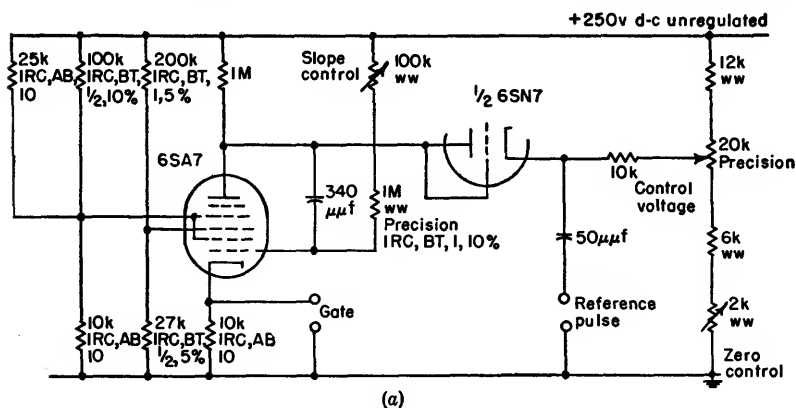 +250v d-c unregulated
25k
IRC, AB,
10
100k
IRC, BT,
½, 10%
200k
IRC, BT,
1, 5%
1M
Slope
control
100k
ww
½ 6SN7
12k
ww
20k
Precision
6SA7
340
μμf
1M
ww
Precision
IRC, BT, 1, 10%
10k
Control
voltage
50μμf
6k
ww
10k
IRC, AB
10
27k
IRC, BT,
½, 5%
10k
IRC, AB
10
Gate
Reference
pulse
2k
ww
Zero
control
(a)